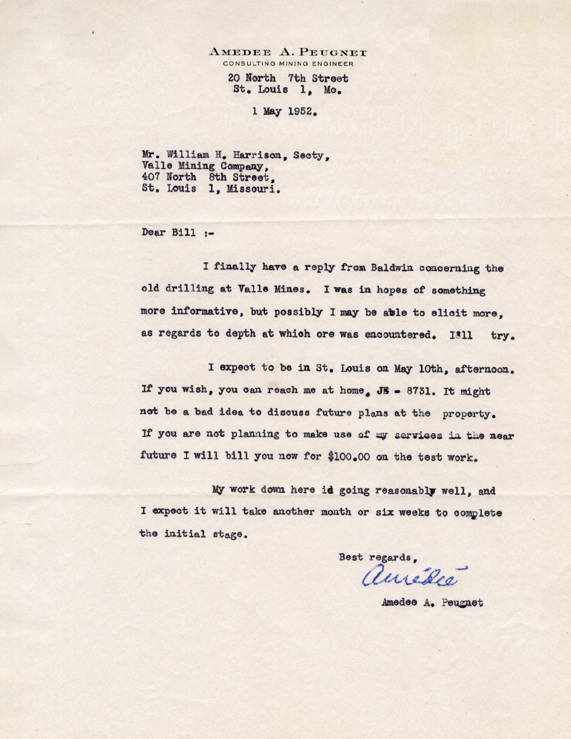 AMEDEE A. PEUGNET
CONSULTING MINING ENGINEER
20 North 7th Street
St. Louis 1, Mo.
1 May 1952.
Mr. William H. Harrison, Secty,
Valle Mining Company,
407 North 8th Street,
St. Louis 1, Missouri.
Dear Bill :-
I finally have a reply from Baldwin concerning the
old drilling at Valle Mines. I was in hopes of something
more informative, but possibly I may be able to elicit more,
as regards to depth at which ore was encountered. I'll try.
I expect to be in St. Louis on May 10th, afternoon.
If you wish, you can reach me at home, JE - 8731. It might
not be a bad idea to discuss future plans at the property.
If you are not planning to make use of my services in the near
future I will bill you now for $100.00 on the test work.
My work down here id going reasonably well, and
I expect it will take another month or six weeks to complete
the initial stage.
Best regards,
Amédée
Amedee A. Peugnet